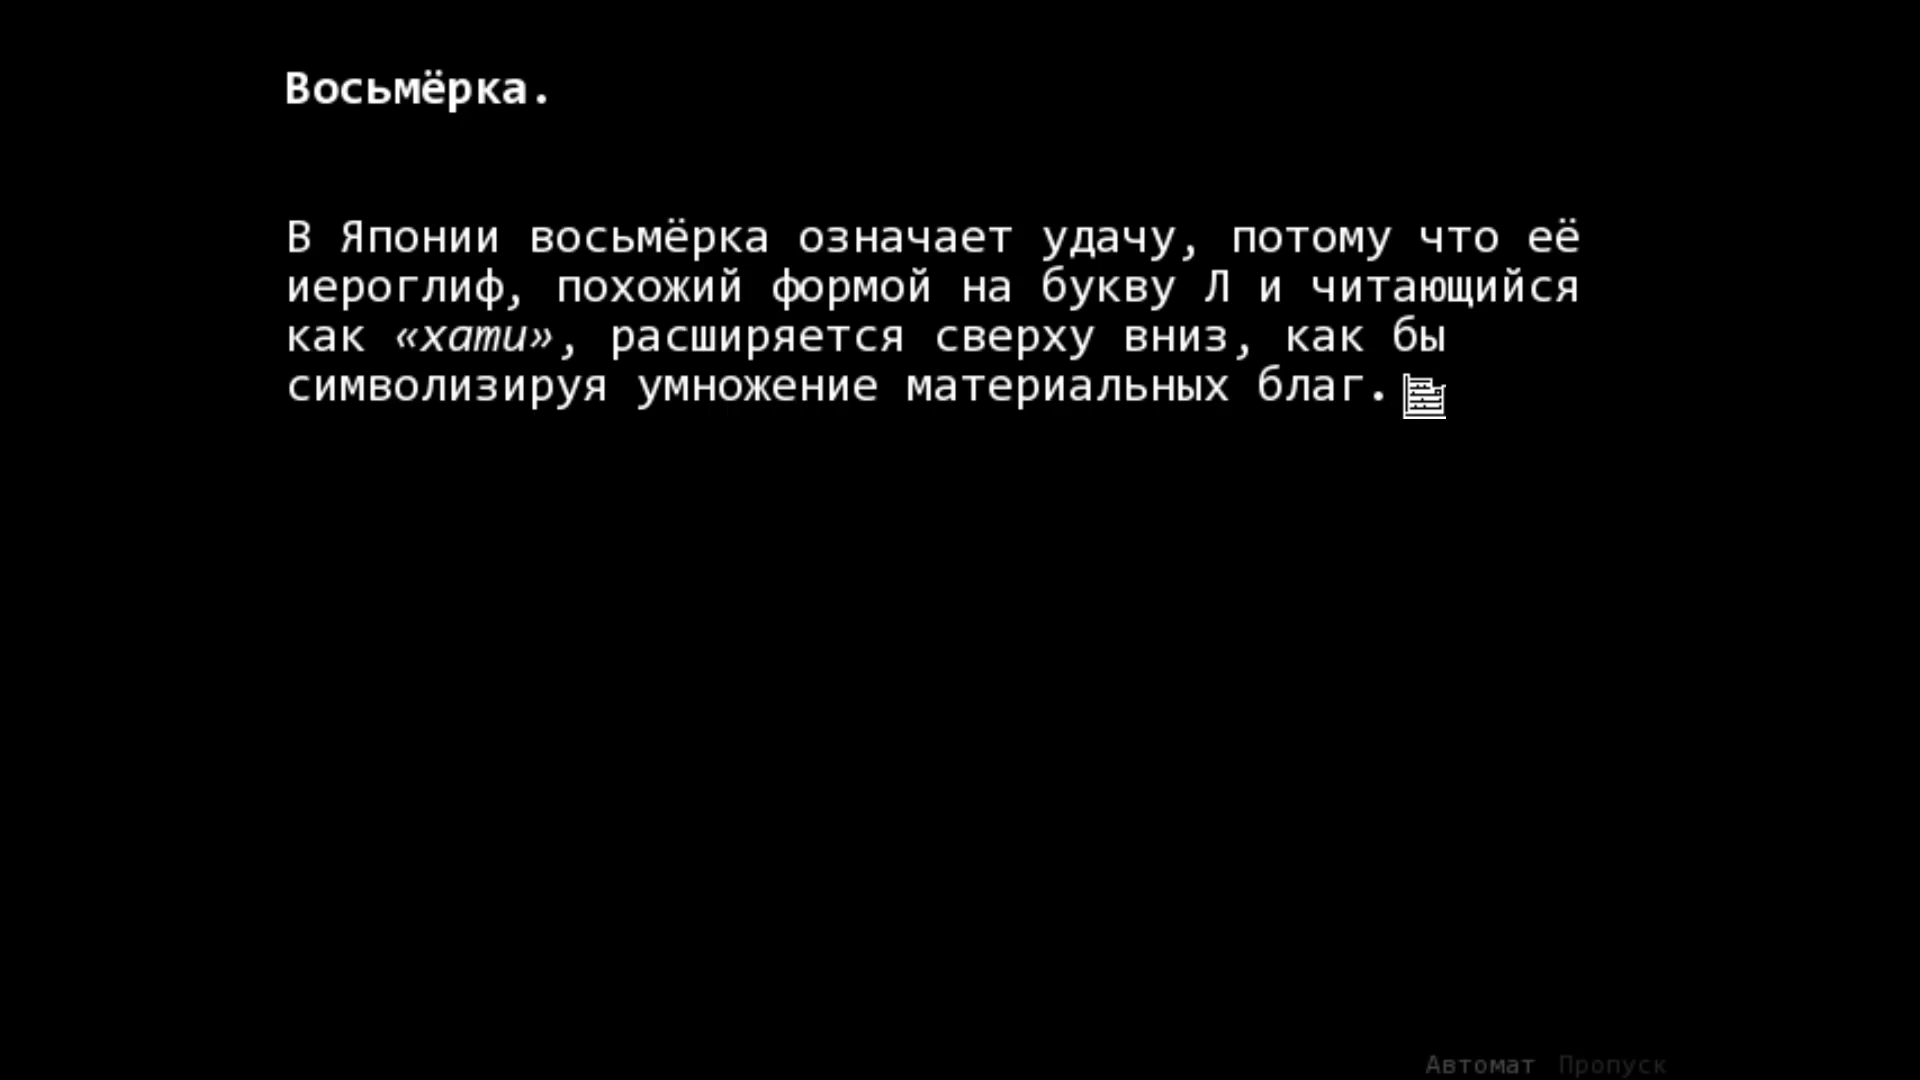 Восьмёрка.
В Японии восьмёрка означает удачу, потому что её
иероглиф, похожий формой на букву Л и читающийся
как «хати», расширяется сверху вниз, как бы
символизируя умножение материальных благ.
Автомат Пропуск